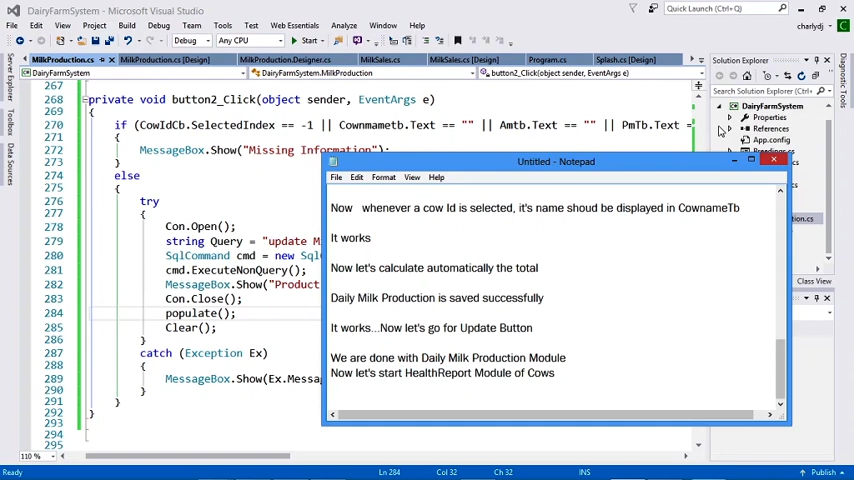 DairyFarmSystem - Microsoft Visual Studio
Quick Launch (Ctrl+Q)
File Edit View Project Build Debug Team Tools Test Web Essentials Analyze Window Help
charlydj
Debug Any CPU Start
MilkProduction.cs MilkProduction.cs [Design] MilkProduction.Designer.cs MilkSales.cs MilkSales.cs [Design] Program.cs Splash.cs [Design]
Solution Explorer
DairyFarmSystem DairyFarmSystem.MilkProduction button2_Click(object sender, EventArgs e)
Server Explorer
Toolbox
Data Sources
Diagnostic Tools
Search Solution Explorer
DairyFarmSystem
Properties
References
App.config
Class View
267
268 private void button2_Click(object sender, EventArgs e)
269 {
270 if (CowIdCb.SelectedIndex == -1 || Cownmametb.Text == "" || Amtb.Text == "" || PmTb.Text ==
271 {
272 MessageBox.Show("Missing Information");
273 }
274 else
275 {
276 try
277 {
278 Con.Open();
279 string Query = "update M
280 SqlCommand cmd = new SqlC
281 cmd.ExecuteNonQuery();
282 MessageBox.Show("Product
283 Con.Close();
284 populate();
285 Clear();
286 }
287 catch (Exception Ex)
288 {
289 MessageBox.Show(Ex.Messa
290 }
291 }
292 }
293
294
295
Untitled - Notepad
File Edit Format View Help
Now whenever a cow Id is selected, it's name shoud be displayed in CownameTb
It works
Now let's calculate automatically the total
Daily Milk Production is saved successfully
It works...Now let's go for Update Button
We are done with Daily Milk Production Module
Now let's start HealthReport Module of Cows
110 %
Ready Ln 284 Col 32 Ch 32 INS Publish